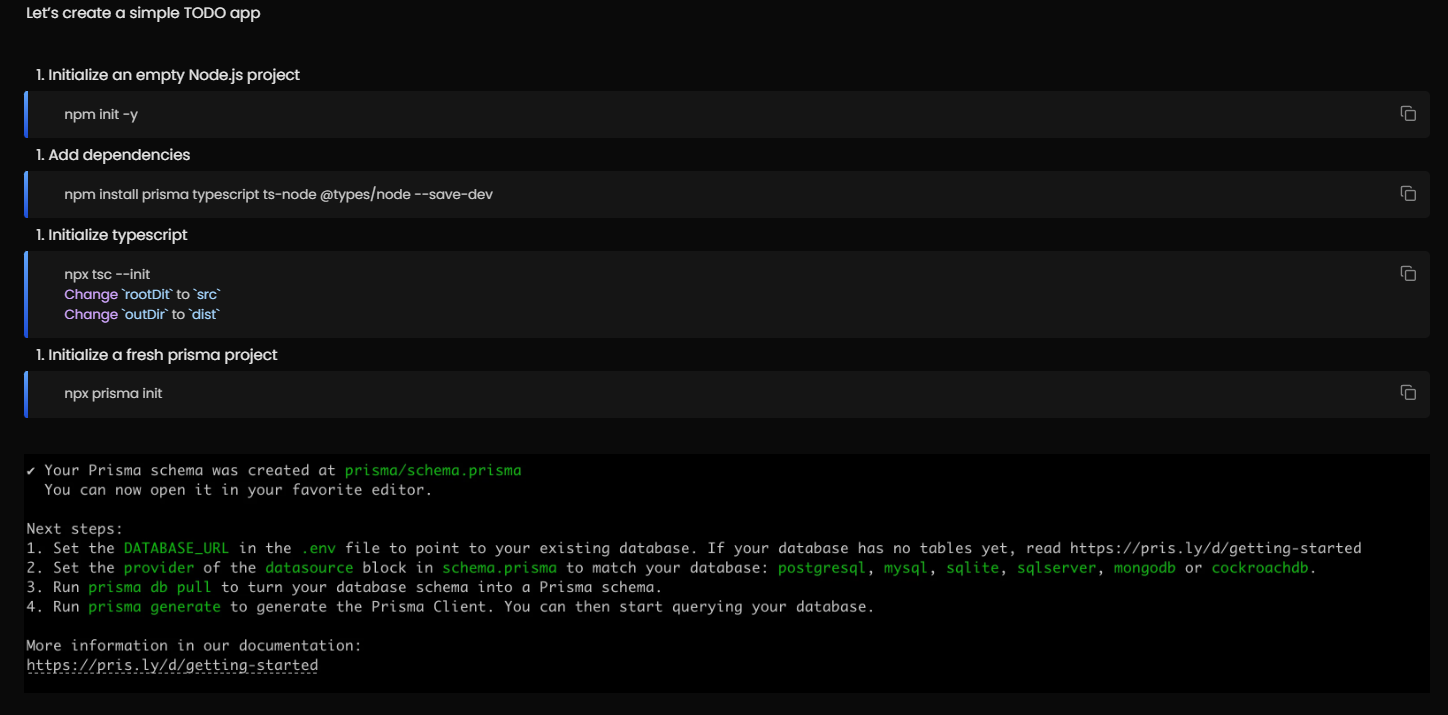 Let’s create a simple TODO app
1. Initialize an empty Node.js project
npm init -y
1. Add dependencies
npm install prisma typescript ts-node @types/node --save-dev
1. Initialize typescript
npx tsc --init
Change `rootDit` to `src`
Change `outDir` to `dist`
1. Initialize a fresh prisma project
npx prisma init
✔ Your Prisma schema was created at prisma/schema.prisma
You can now open it in your favorite editor.
Next steps:
1. Set the DATABASE_URL in the .env file to point to your existing database. If your database has no tables yet, read https://pris.ly/d/getting-started
2. Set the provider of the datasource block in schema.prisma to match your database: postgresql, mysql, sqlite, sqlserver, mongodb or cockroachdb.
3. Run prisma db pull to turn your database schema into a Prisma schema.
4. Run prisma generate to generate the Prisma Client. You can then start querying your database.
More information in our documentation:
https://pris.ly/d/getting-started